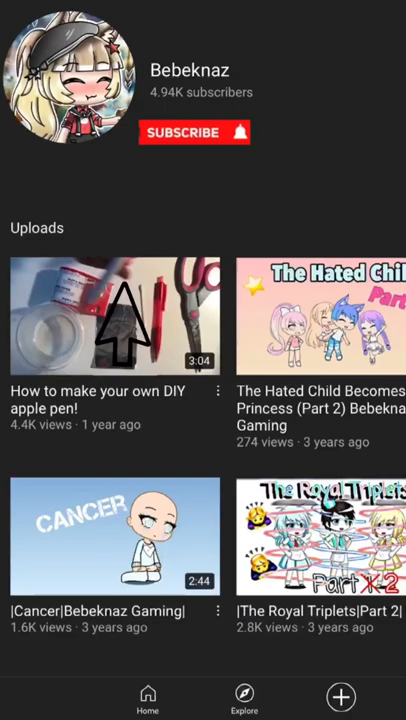 Bebeknaz
4.94K subscribers
SUBSCRIBE
Uploads
3:04
How to make your own DIY
apple pen!
4.4K views · 1 year ago
The Hated Chil
Part
The Hated Child Becomes
Princess (Part 2) Bebekna
Gaming
274 views · 3 years ago
CANCER
2:44
|Cancer|Bebeknaz Gaming|
1.6K views · 3 years ago
The Royal Triplets
Part 1 2
|The Royal Triplets|Part 2|
2.8K views · 3 years ago
Home
Explore